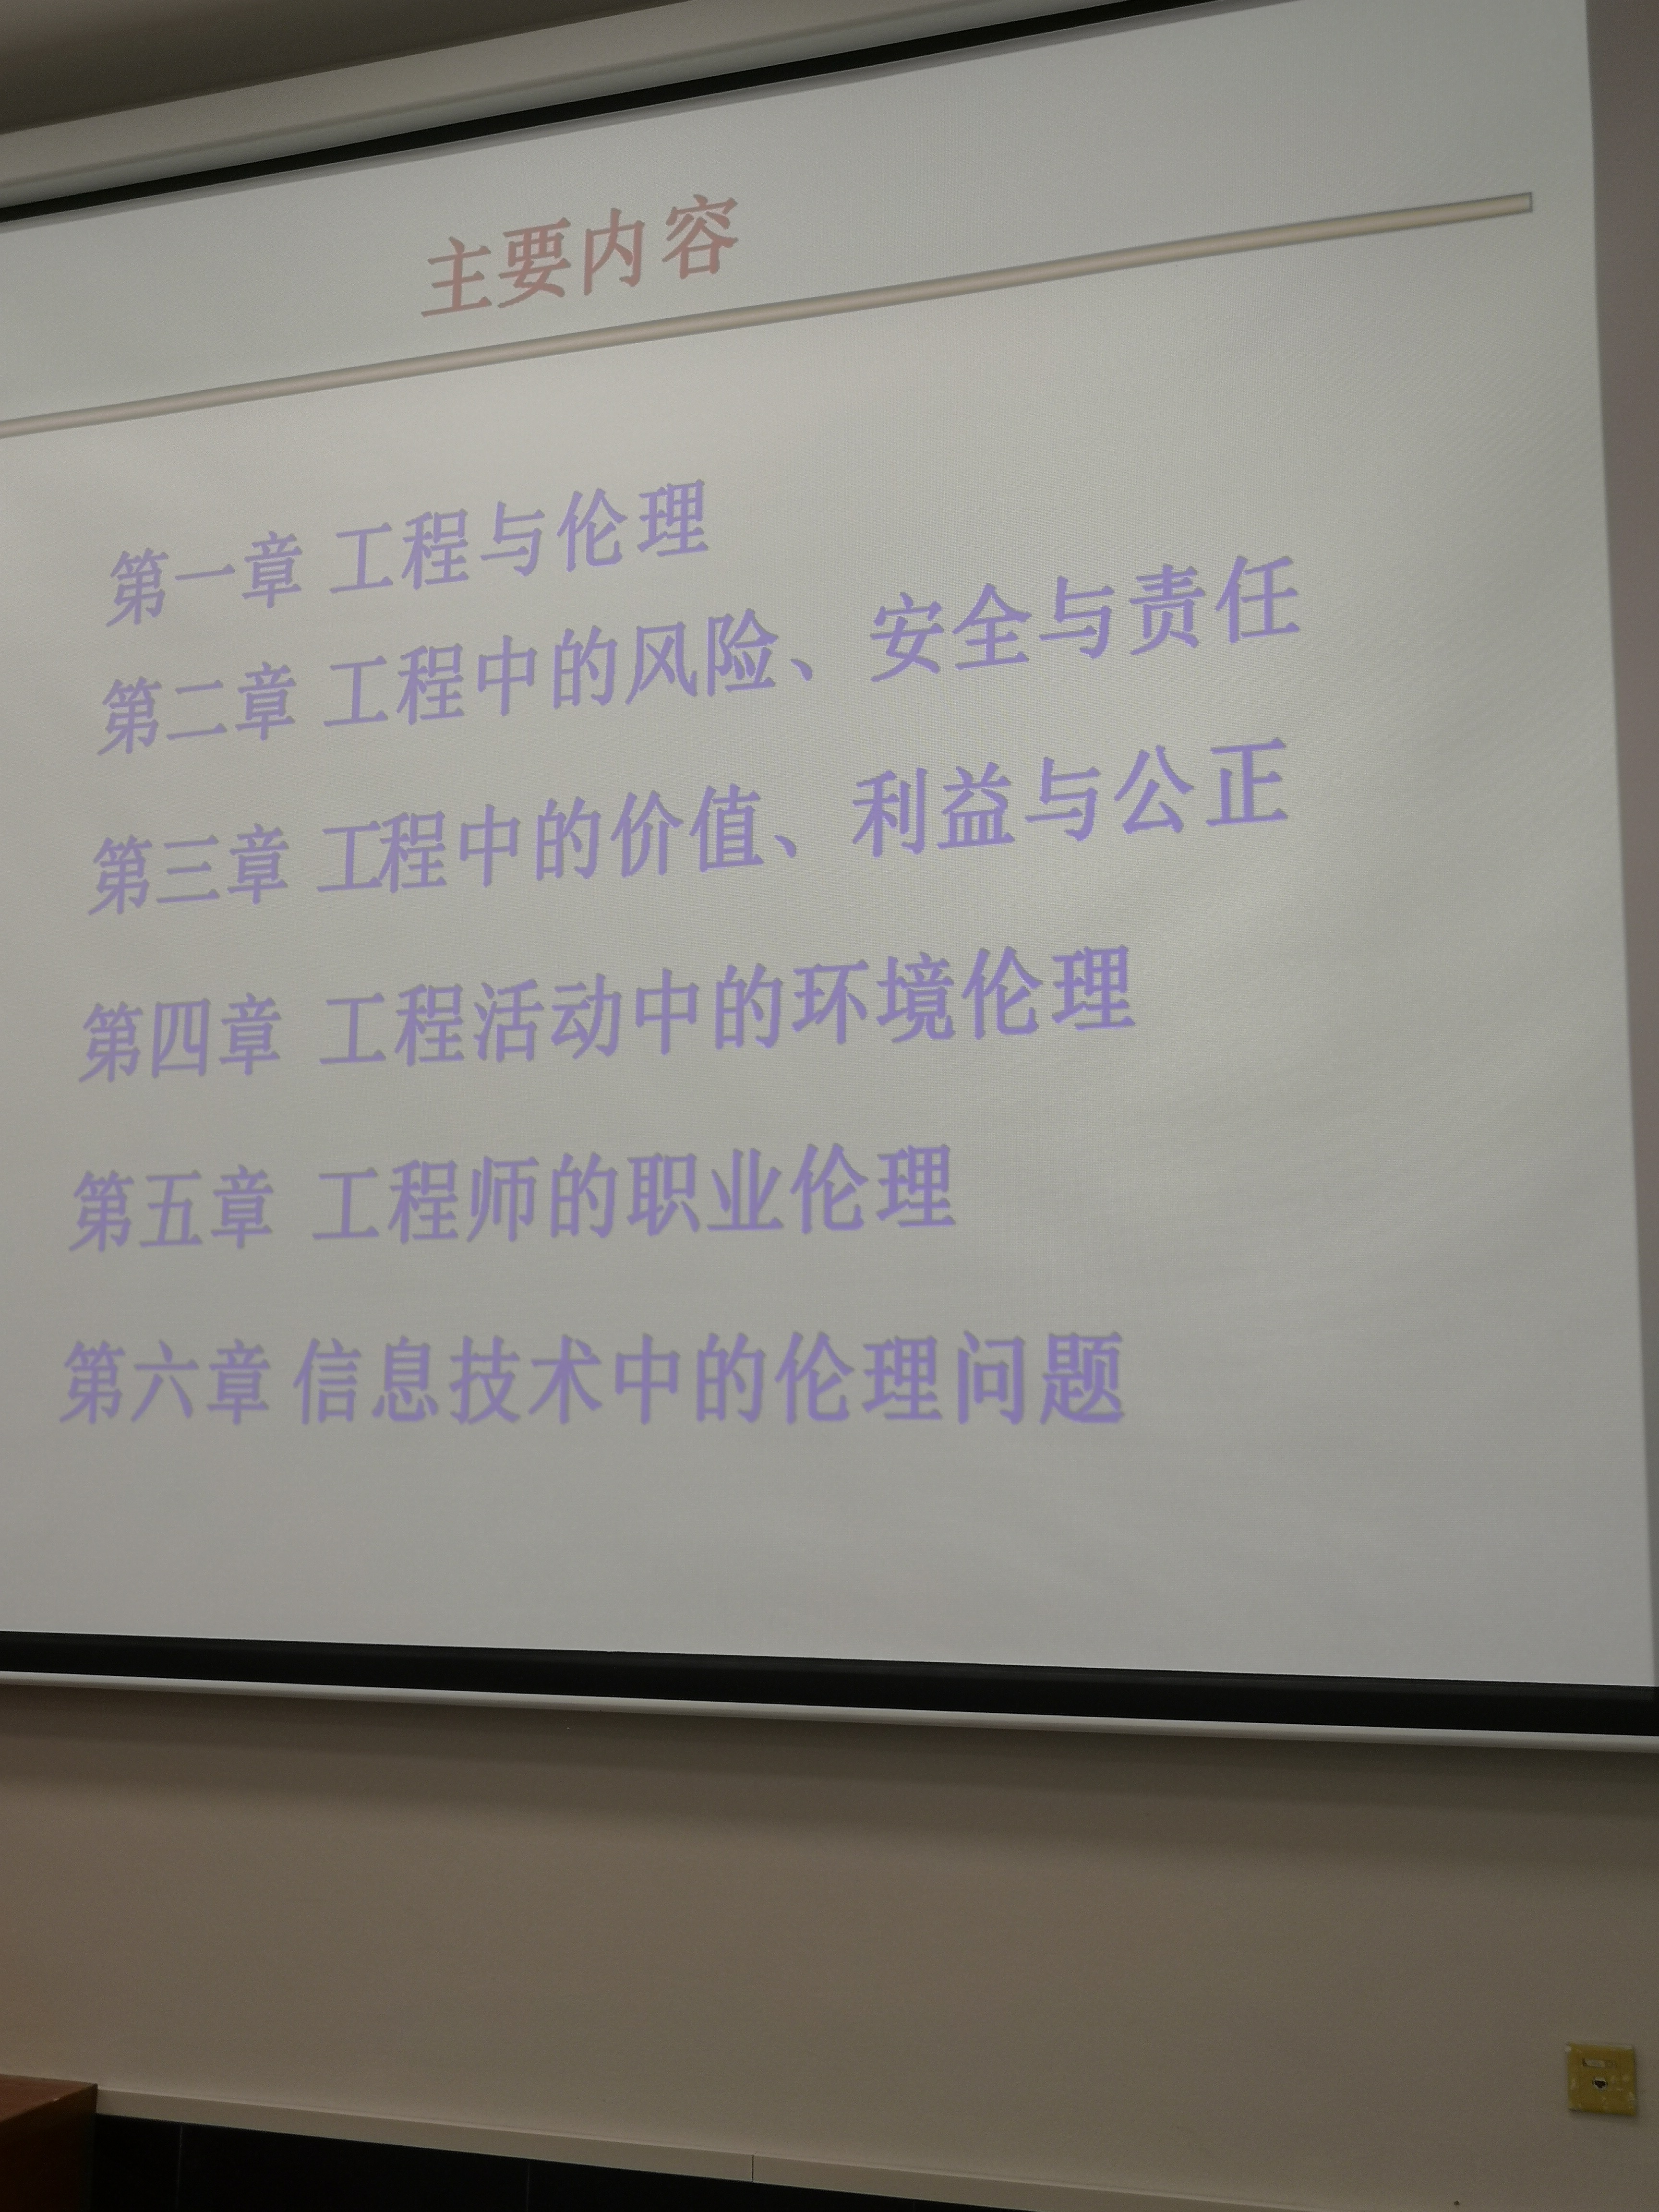 主要内容
第一章 工程与伦理
第二章 工程中的风险、安全与责任
第三章 工程中的价值、利益与公正
第四章 工程活动中的环境伦理
第五章 工程师的职业伦理
第六章 信息技术中的伦理问题